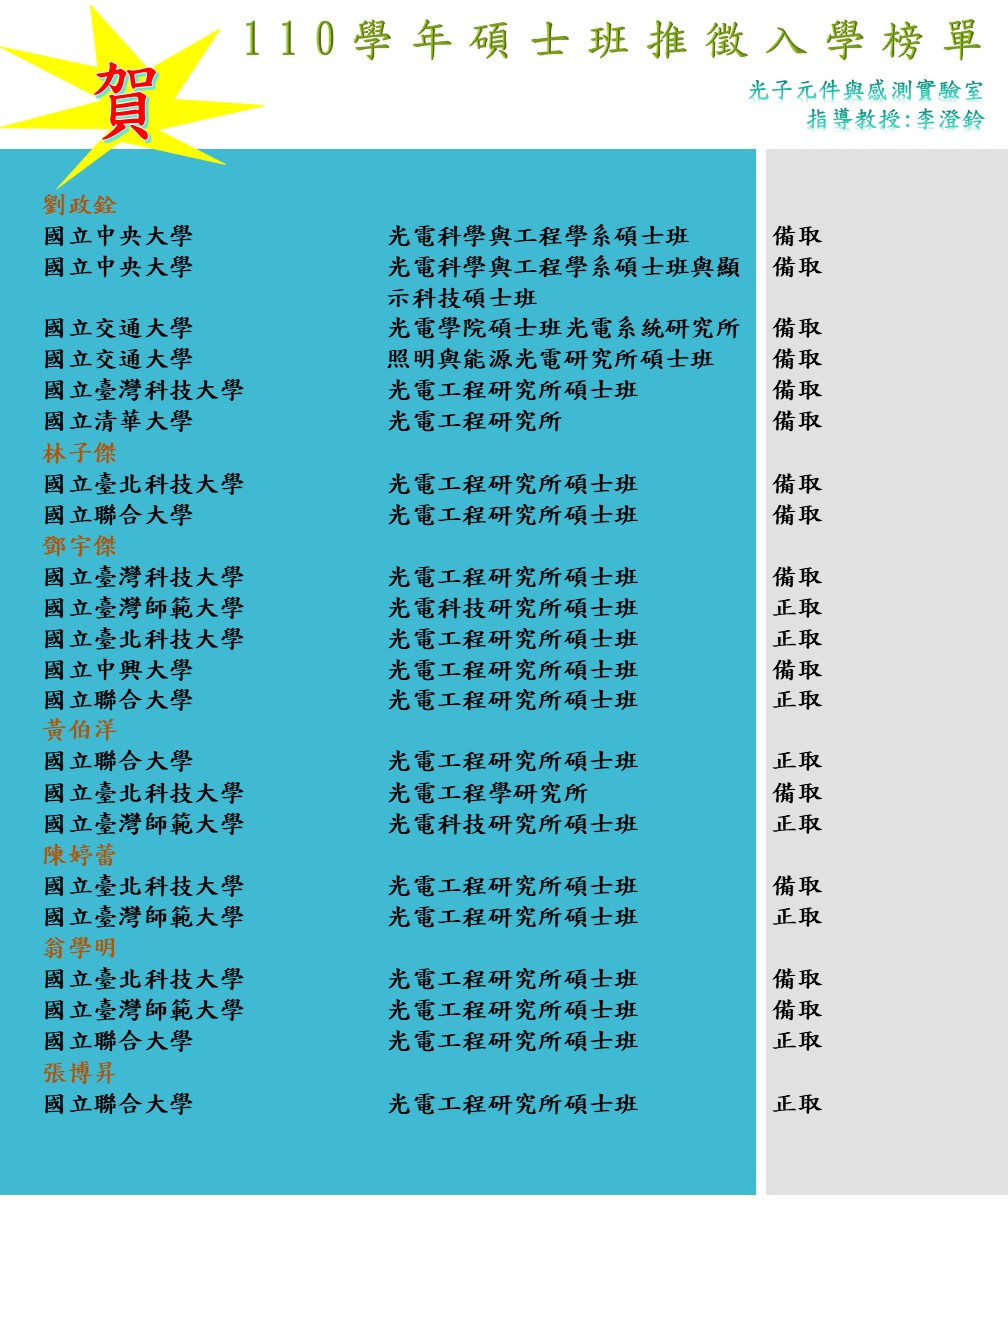 賀
110學年碩士班推徵入學榜單
光子元件與感測實驗室
指導教授:李澄鈴
劉政銓
國立中央大學 光電科學與工程學系碩士班 備取
國立中央大學 光電科學與工程學系碩士班與顯 備取
示科技碩士班
國立交通大學 光電學院碩士班光電系統研究所 備取
國立交通大學 照明與能源光電研究所碩士班 備取
國立臺灣科技大學 光電工程研究所碩士班 備取
國立清華大學 光電工程研究所 備取
林子傑
國立臺北科技大學 光電工程研究所碩士班 備取
國立聯合大學 光電工程研究所碩士班 備取
鄧宇傑
國立臺灣科技大學 光電工程研究所碩士班 備取
國立臺灣師範大學 光電科技研究所碩士班 正取
國立臺北科技大學 光電工程研究所碩士班 正取
國立中興大學 光電工程研究所碩士班 備取
國立聯合大學 光電工程研究所碩士班 正取
黃伯洋
國立聯合大學 光電工程研究所碩士班 正取
國立臺北科技大學 光電工程學研究所 備取
國立臺灣師範大學 光電科技研究所碩士班 正取
陳婷蕾
國立臺北科技大學 光電工程研究所碩士班 備取
國立臺灣師範大學 光電工程研究所碩士班 正取
翁學明
國立臺北科技大學 光電工程研究所碩士班 備取
國立臺灣師範大學 光電工程研究所碩士班 備取
國立聯合大學 光電工程研究所碩士班 正取
張博昇
國立聯合大學 光電工程研究所碩士班 正取